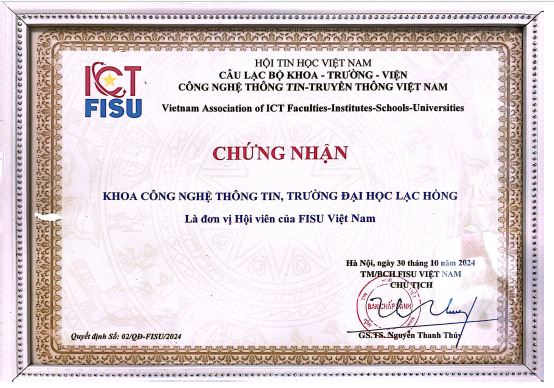 ICT
FISU
HỘI TIN HỌC VIỆT NAM
CÂU LẠC BỘ KHOA - TRƯỜNG - VIỆN
CÔNG NGHỆ THÔNG TIN-TRUYỀN THÔNG VIỆT NAM
Vietnam Association of ICT Faculties-Institutes-Schools-Universities
CHỨNG NHẬN
KHOA CÔNG NGHỆ THÔNG TIN, TRƯỜNG ĐẠI HỌC LẠC HỒNG
Là đơn vị Hội viên của FISU Việt Nam
Hà Nội, ngày 30 tháng 10 năm 2024
TM/BCH.FISU VIỆT NAM
CHỦ TỊCH
BAN CHẤP HÀNH
GS.TS. Nguyễn Thanh Thủy
Quyết định Số: 02/QĐ-FISU/2024